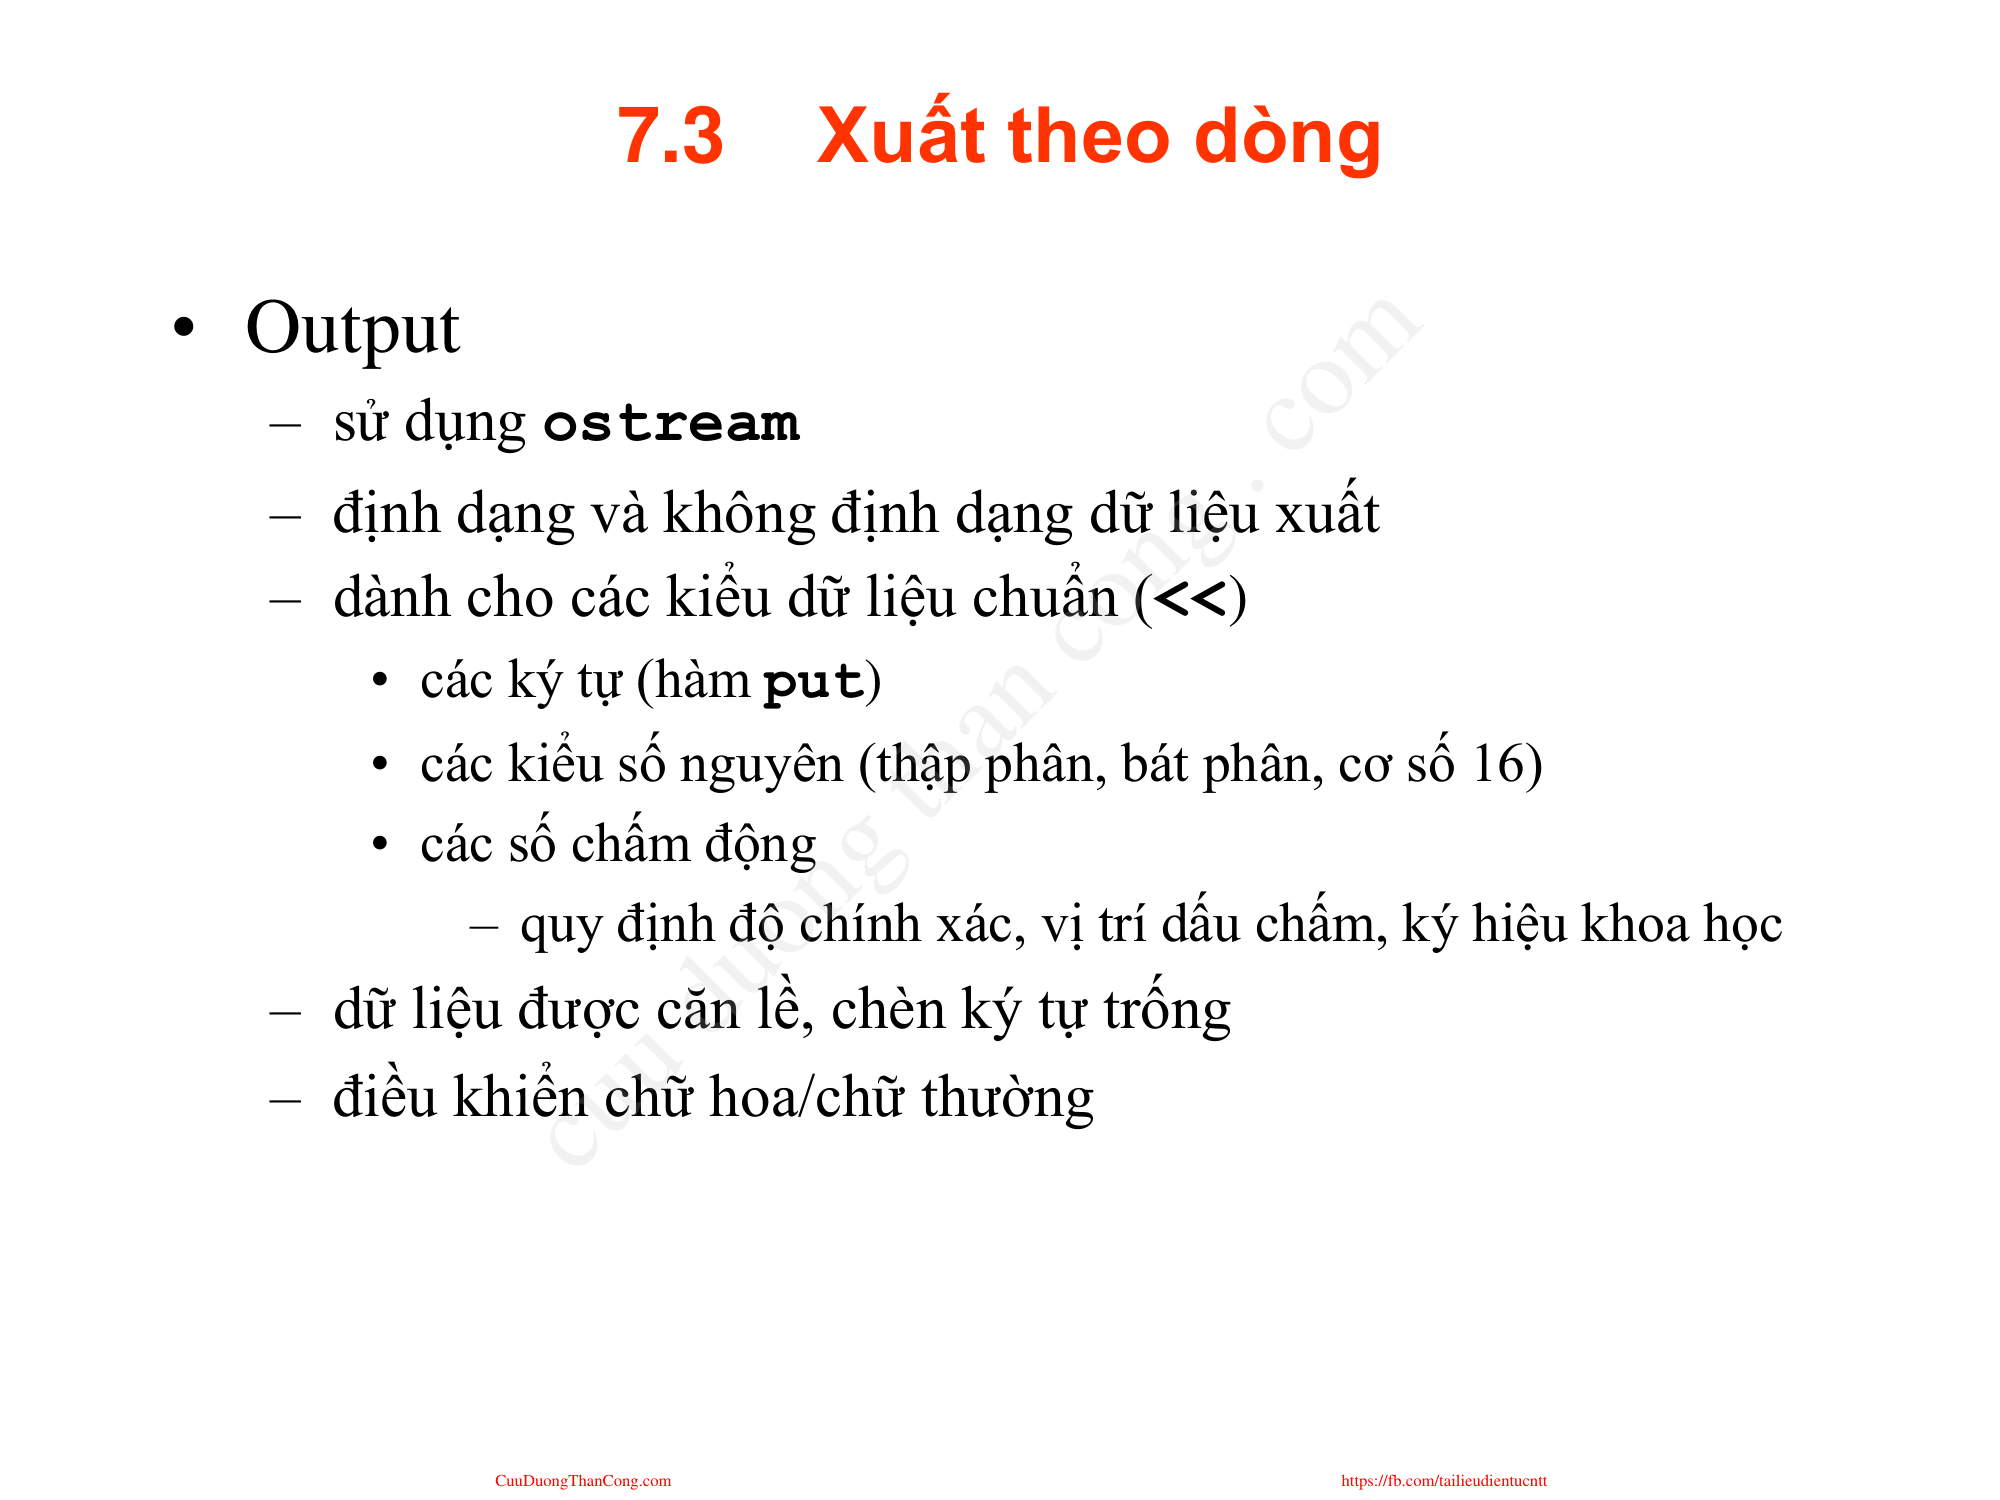 7.3 Xuất theo dòng
• Output
– sử dụng ostream
– định dạng và không định dạng dữ liệu xuất
– dành cho các kiểu dữ liệu chuẩn (<<)
• các ký tự (hàm put)
• các kiểu số nguyên (thập phân, bát phân, cơ số 16)
• các số chấm động
– quy định độ chính xác, vị trí dấu chấm, ký hiệu khoa học
– dữ liệu được căn lề, chèn ký tự trống
– điều khiển chữ hoa/chữ thường
cuu duong than cong . com
CuuDuongThanCong.com
https://fb.com/tailieudientucntt